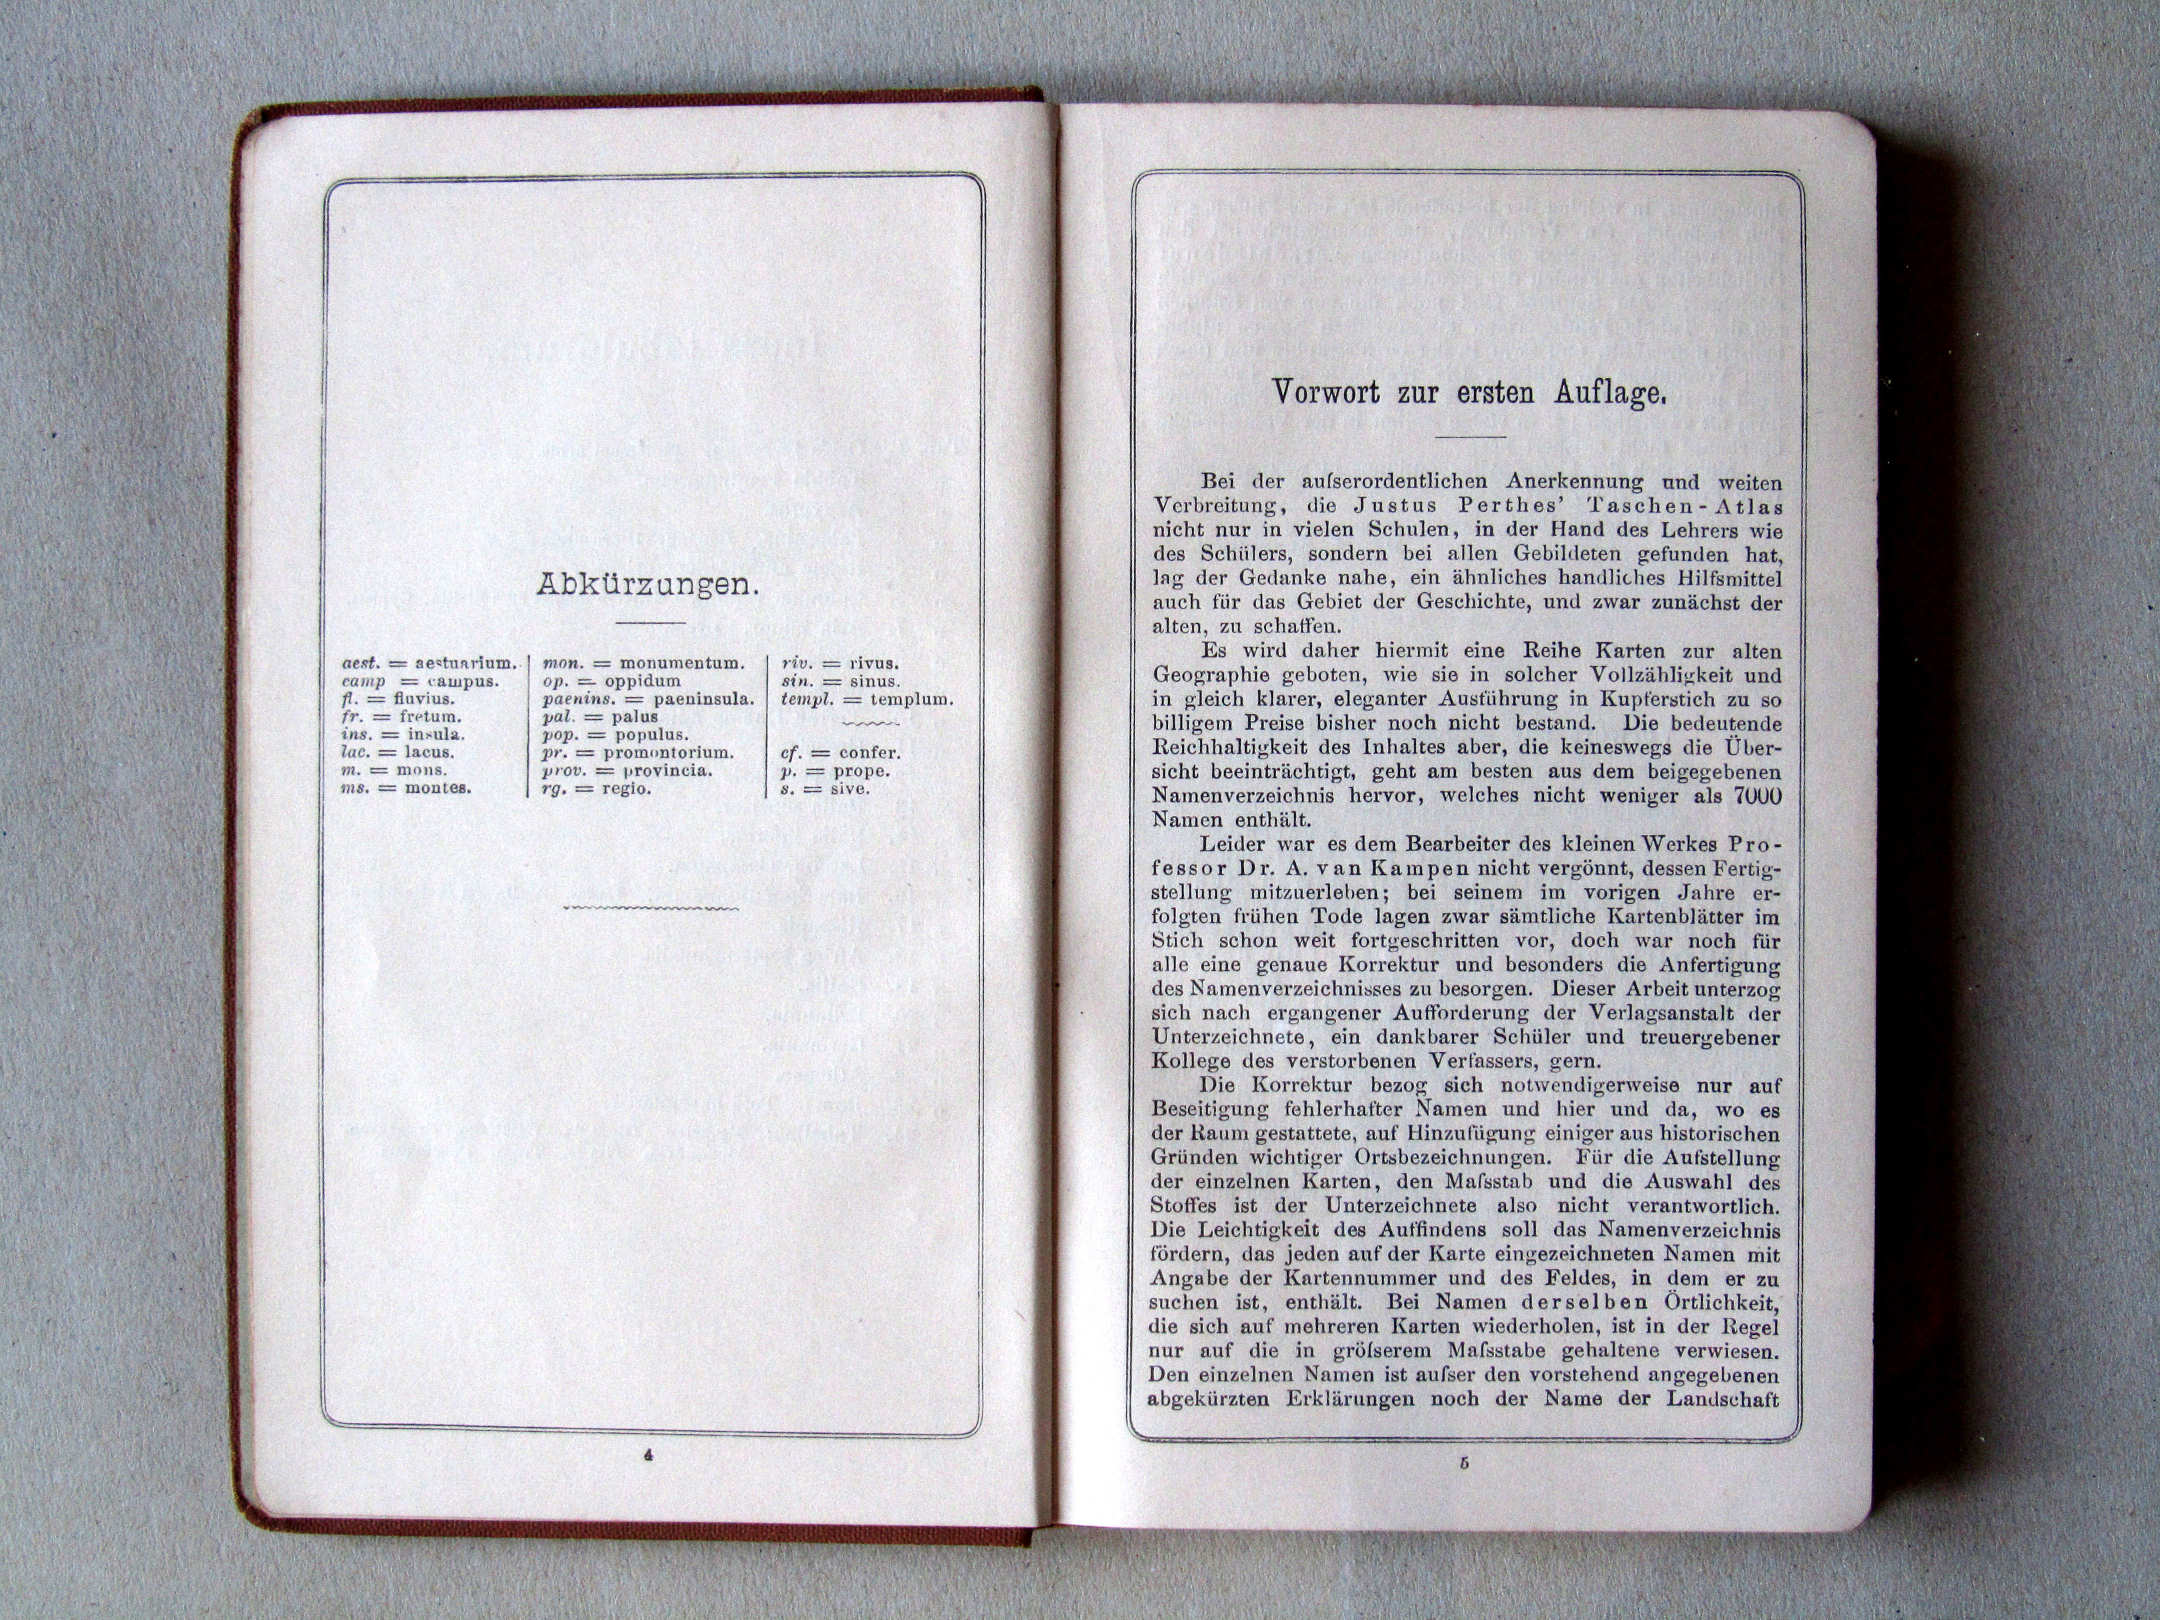 Abkürzungen.
aest. = aestuarium.
camp = campus.
fl. = fluvius.
fr. = fretum.
ins. = insula.
lac. = lacus.
m. = mons.
ms. = montes.
mon. = monumentum.
op. = oppidum
paenins. = paeninsula.
pal. = palus
pop. = populus.
pr. = promontorium.
prov. = provincia.
rg. = regio.
riv. = rivus.
sin. = sinus.
templ. = templum.
cf. = confer.
p. = prope.
s. = sive.
4
Vorwort zur ersten Auflage.
Bei der auſserordentlichen Anerkennung und weiten
Verbreitung, die Justus Perthes’ Taschen-Atlas
nicht nur in vielen Schulen, in der Hand des Lehrers wie
des Schülers, sondern bei allen Gebildeten gefunden hat,
lag der Gedanke nahe, ein ähnliches handliches Hilfsmittel
auch für das Gebiet der Geschichte, und zwar zunächst der
alten, zu schaffen.
Es wird daher hiermit eine Reihe Karten zur alten
Geographie geboten, wie sie in solcher Vollzähligkeit und
in gleich klarer, eleganter Ausführung in Kupferstich zu so
billigem Preise bisher noch nicht bestand. Die bedeutende
Reichhaltigkeit des Inhaltes aber, die keineswegs die Über-
sicht beeinträchtigt, geht am besten aus dem beigegebenen
Namenverzeichnis hervor, welches nicht weniger als 7000
Namen enthält.
Leider war es dem Bearbeiter des kleinen Werkes Pro-
fessor Dr. A. van Kampen nicht vergönnt, dessen Fertig-
stellung mitzuerleben; bei seinem im vorigen Jahre er-
folgten frühen Tode lagen zwar sämtliche Kartenblätter im
Stich schon weit fortgeschritten vor, doch war noch für
alle eine genaue Korrektur und besonders die Anfertigung
des Namenverzeichnisses zu besorgen. Dieser Arbeit unterzog
sich nach ergangener Aufforderung der Verlagsanstalt der
Unterzeichnete, ein dankbarer Schüler und treuergebener
Kollege des verstorbenen Verfassers, gern.
Die Korrektur bezog sich notwendigerweise nur auf
Beseitigung fehlerhafter Namen und hier und da, wo es
der Raum gestattete, auf Hinzufügung einiger aus historischen
Gründen wichtiger Ortsbezeichnungen. Für die Aufstellung
der einzelnen Karten, den Maſsstab und die Auswahl des
Stoffes ist der Unterzeichnete also nicht verantwortlich.
Die Leichtigkeit des Auffindens soll das Namenverzeichnis
fördern, das jeden auf der Karte eingezeichneten Namen mit
Angabe der Kartennummer und des Feldes, in dem er zu
suchen ist, enthält. Bei Namen derselben Örtlichkeit,
die sich auf mehreren Karten wiederholen, ist in der Regel
nur auf die in gröſserem Maſsstabe gehaltene verwiesen.
Den einzelnen Namen ist auſser den vorstehend angegebenen
abgekürzten Erklärungen noch der Name der Landschaft
5